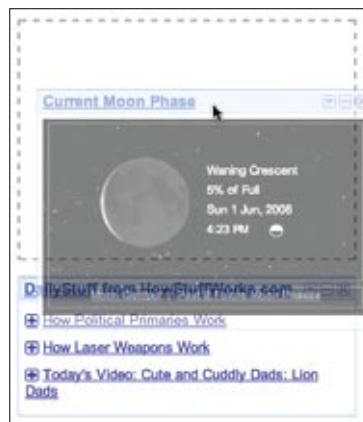 Current Moon Phase
Waning Crescent
5% of Full
Sun 1 Jun, 2008
4:23 PM
DailyStuff from HowStuffWorks.com
How Political Primaries Work
How Laser Weapons Work
Today's Video: Cute and Cuddly Dads: Lion
Dads